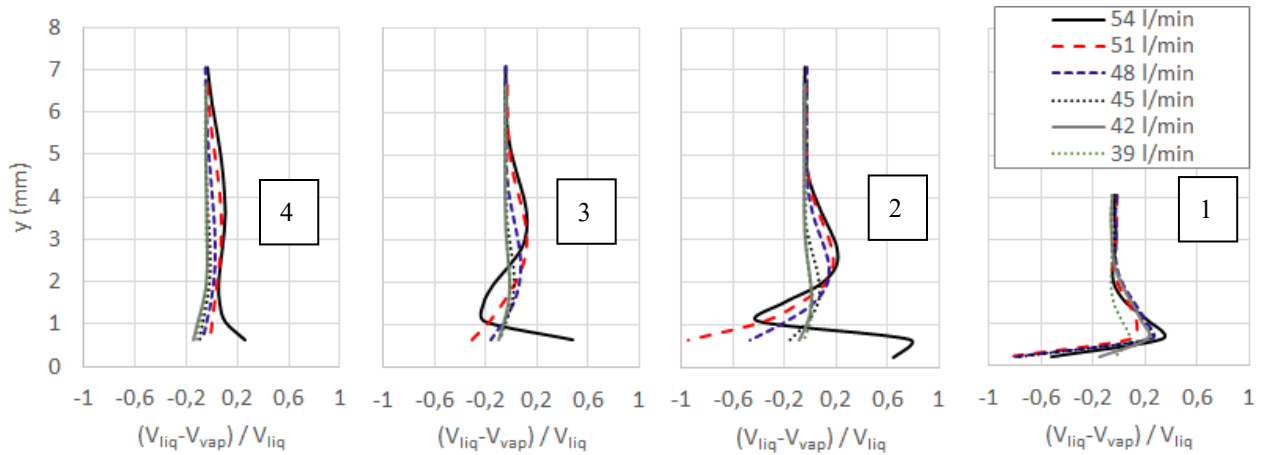 8
7
6
5
4
3
2
1
0
y (mm)
54 l/min
51 l/min
48 l/min
45 l/min
42 l/min
39 l/min
4
3
2
1
-1 -0,6 -0,2 0,2 0,6 1
-1 -0,6 -0,2 0,2 0,6 1
-1 -0,6 -0,2 0,2 0,6 1
-1 -0,6 -0,2 0,2 0,6 1
(Vliq-Vvap) / Vliq
(Vliq-Vvap) / Vliq
(Vliq-Vvap) / Vliq
(Vliq-Vvap) / Vliq